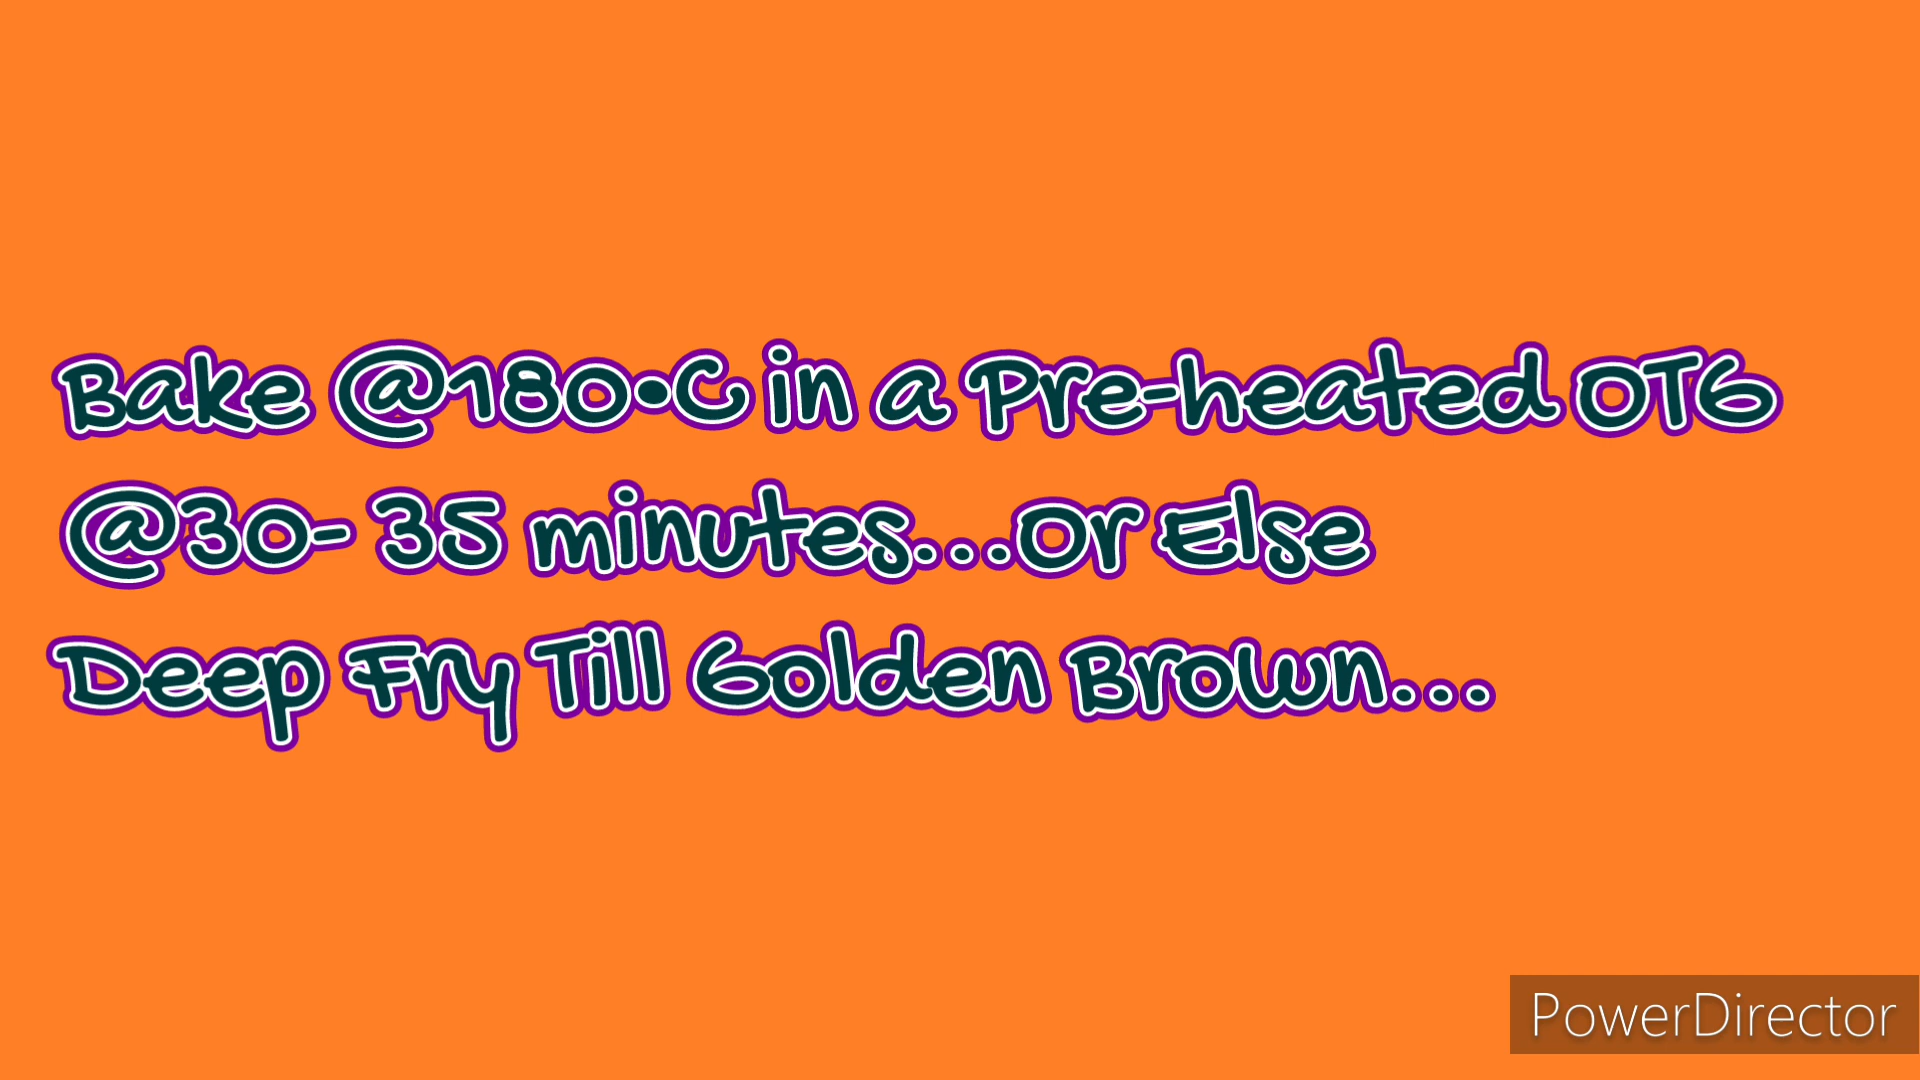 Bake @180•C in a Pre-heated OTG
@30- 35 minutes...Or Else
Deep Fry Till Golden Brown...
PowerDirector